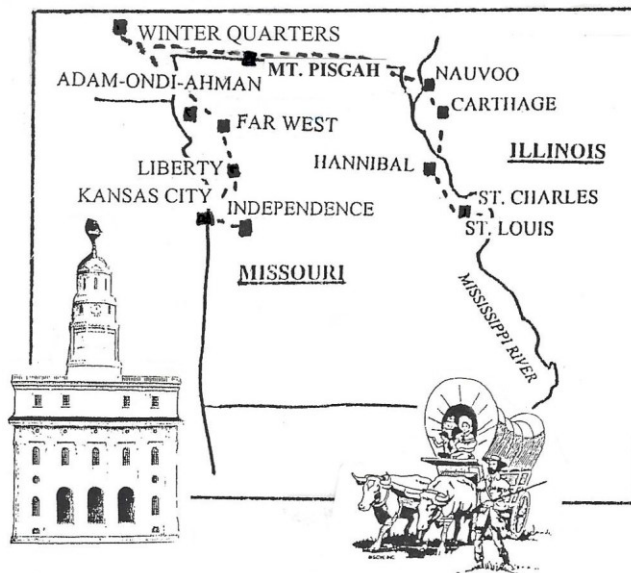 WINTER QUARTERS
MT. PISGAH
NAUVOO
ADAM-ONDI-AHMAN
CARTHAGE
FAR WEST
ILLINOIS
LIBERTY
HANNIBAL
KANSAS CITY
INDEPENDENCE
ST. CHARLES
ST. LOUIS
MISSOURI
MISSISSIPPI RIVER